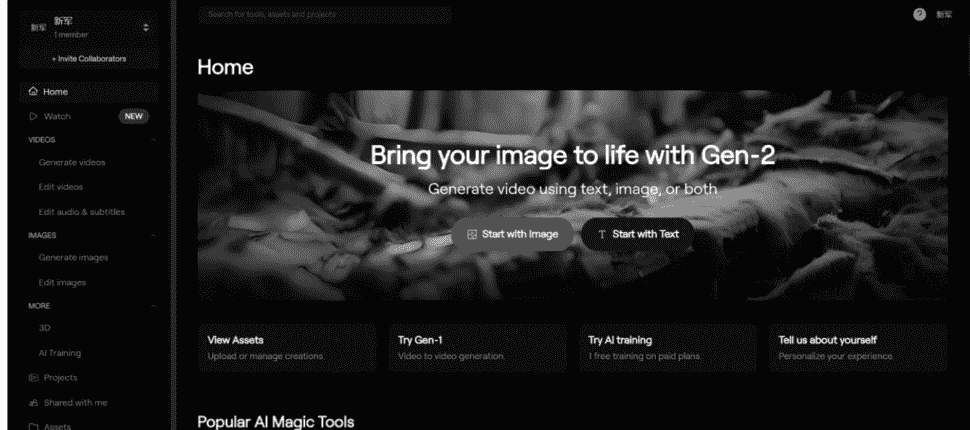 新军
新军
1 member
+ Invite Collaborators
Home
Watch
NEW
VIDEOS
Generate videos
Edit videos
Edit audio & subtitles
IMAGES
Generate images
Edit images
MORE
3D
AI Training
Projects
Shared with me
Assets
Search for tools, assets and projects
?
新军
Home
Bring your image to life with Gen-2
Generate video using text, image, or both
Start with Image
Start with Text
View Assets
Upload or manage creations
Try Gen-1
Video to video generation
Try AI training
1 free training on paid plans
Tell us about yourself
Personalize your experience
Popular AI Magic Tools